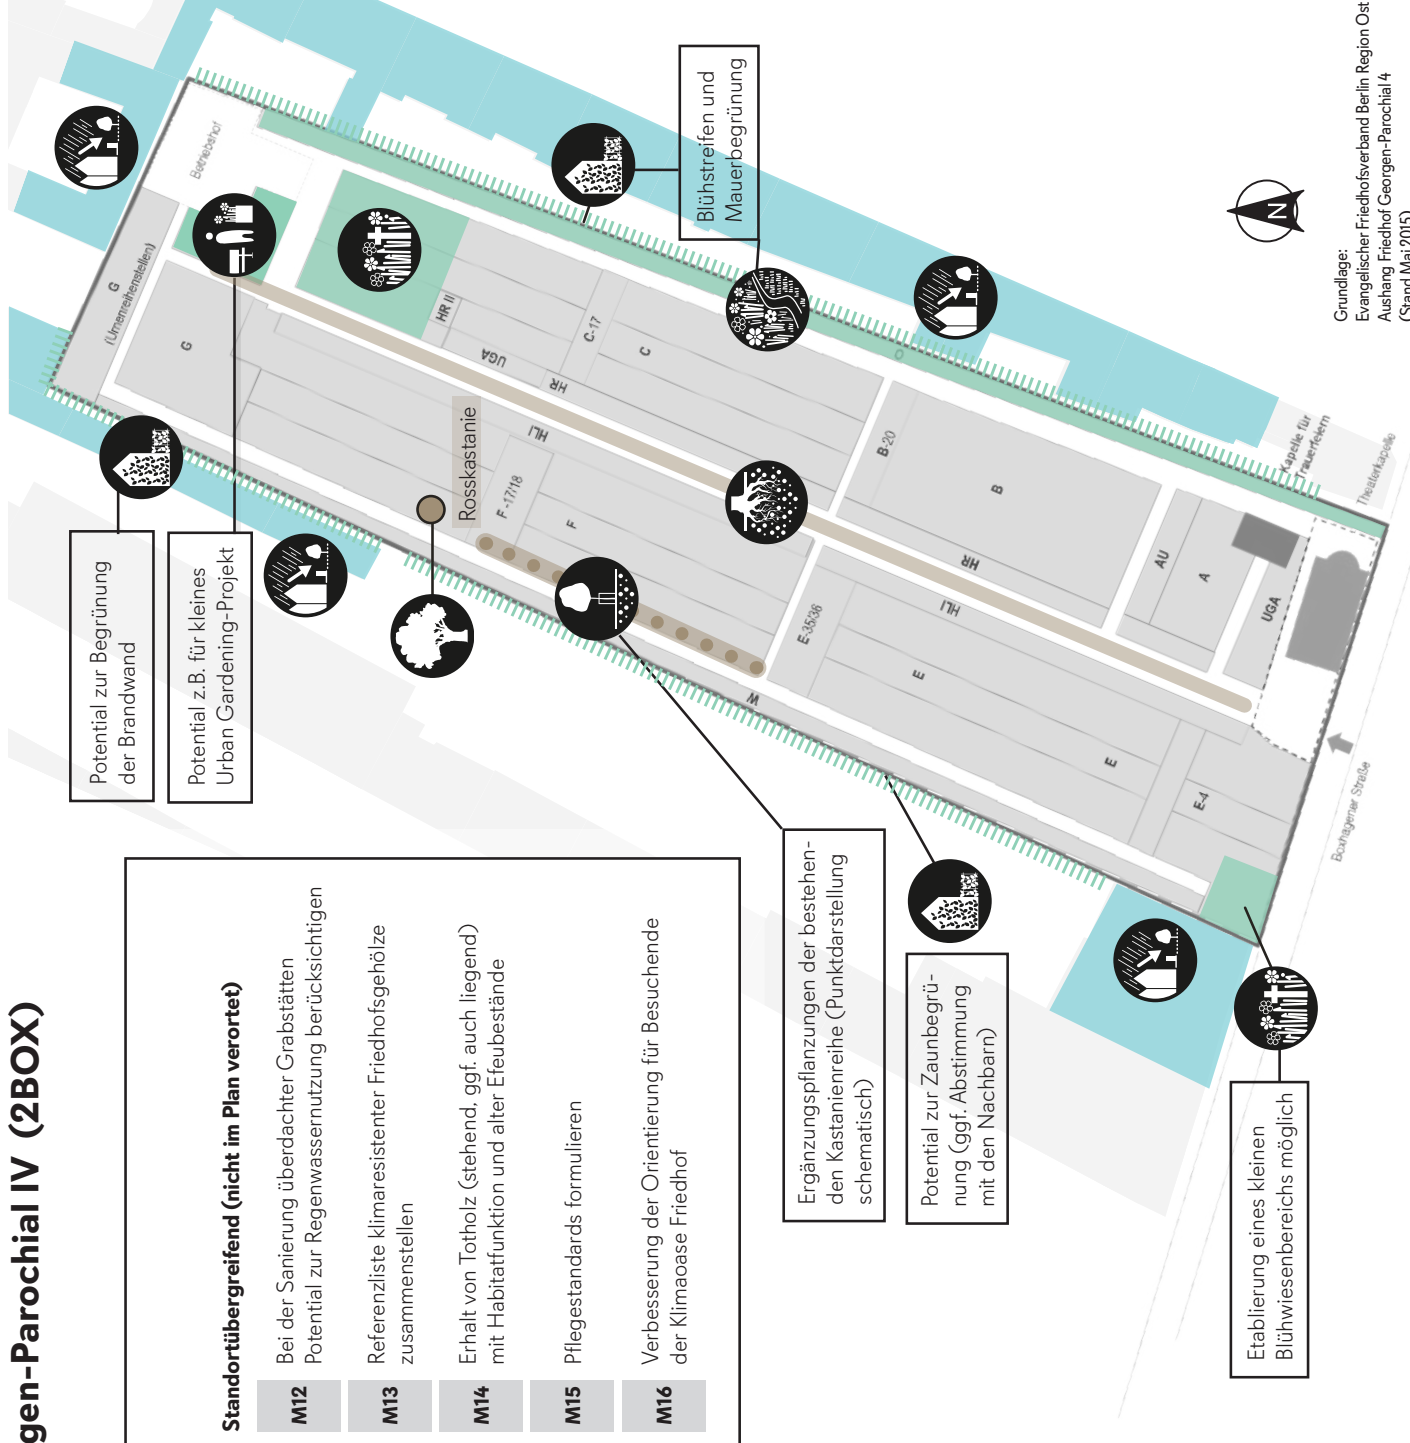 gen-Parochial IV (2BOX)
Standortübergreifend (nicht im Plan verortet)
M12
Bei der Sanierung überdachter Grabstätten
Potential zur Regenwassernutzung berücksichtigen
M13
Referenzliste klimaresistenter Friedhofsgehölze
zusammenstellen
M14
Erhalt von Totholz (stehend, ggf. auch liegend)
mit Habitatfunktion und alter Efeubestände
M15
Pflegestandards formulieren
M16
Verbesserung der Orientierung für Besuchende
der Klimaoase Friedhof
Potential zur Begrünung
der Brandwand
Potential z.B. für kleines
Urban Gardening-Projekt
Rosskastanie
Blühstreifen und
Mauerbegrünung
Ergänzungspflanzungen der bestehen-
den Kastanienreihe (Punktdarstellung
schematisch)
Potential zur Zaunbegrü-
nung (ggf. Abstimmung
mit den Nachbarn)
Etablierung eines kleinen
Blühwiesenbereichs möglich
Betriebshof
G
(Urnenreihenstellen)
G
HR II
UGA
HR
C-17
C
HLI
F-17/18
F
B-20
B
HR
HLI
E-35/36
E
W
E
E-4
AU
A
UGA
Kapelle für
Trauerfeiern
Theaterkapelle
Boxhagener Straße
N
Grundlage:
Evangelischer Friedhofsverband Berlin Region Ost
Aushang Friedhof Georgen-Parochial 4
(Stand Mai 2015)